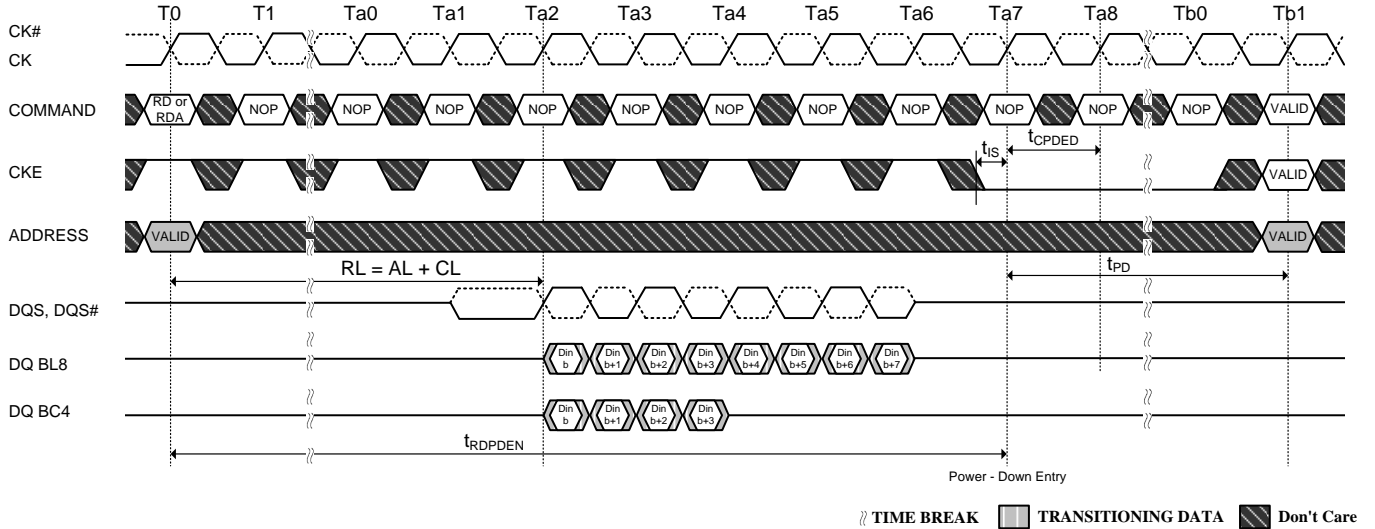 T0 T1 Ta0 Ta1 Ta2 Ta3 Ta4 Ta5 Ta6 Ta7 Ta8 Tb0 Tb1
CK#
CK
COMMAND
RD or
RDA
NOP NOP NOP NOP NOP NOP NOP NOP NOP NOP NOP VALID
tIS
tCPDED
CKE
VALID
ADDRESS
VALID
VALID
RL = AL + CL
tPD
DQS, DQS#
DQ BL8
Din
b
Din
b+1
Din
b+2
Din
b+3
Din
b+4
Din
b+5
Din
b+6
Din
b+7
DQ BC4
Din
b
Din
b+1
Din
b+2
Din
b+3
tRDPDEN
Power - Down Entry
TIME BREAK
TRANSITIONING DATA
Don't Care